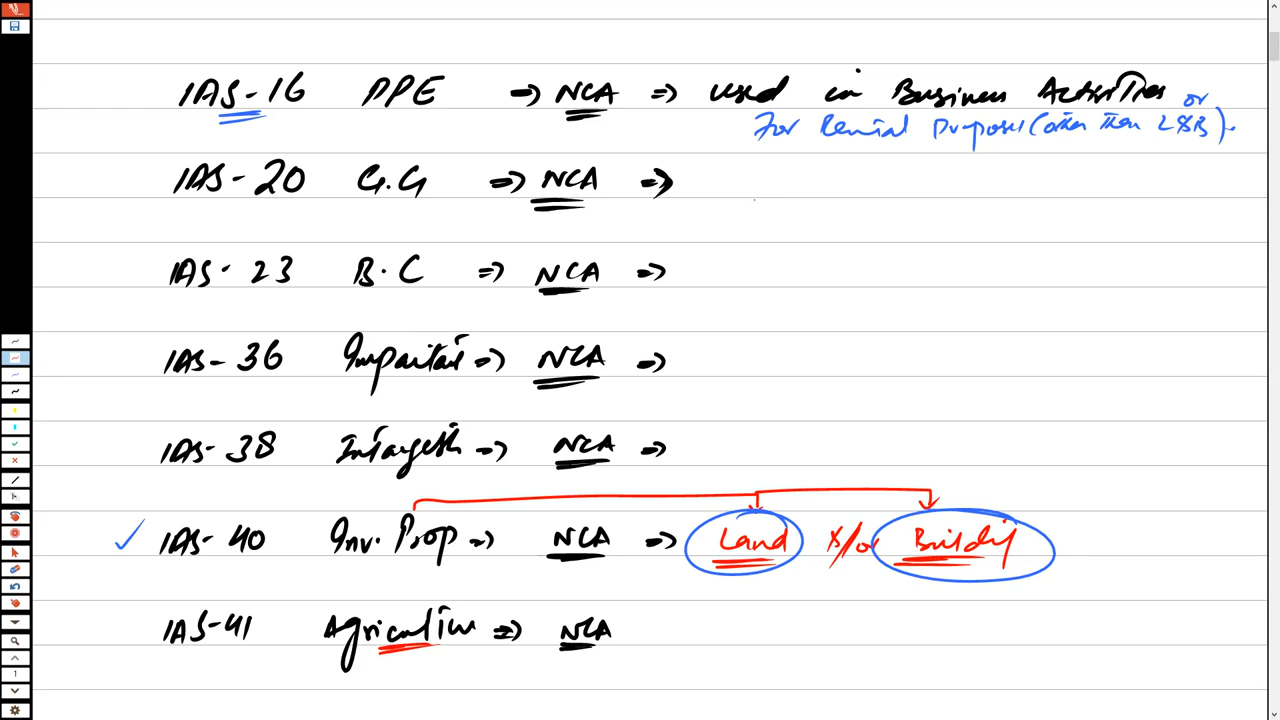 IAS-16 PPE ⇒ NCA ⇒ Used in Business Activities or
For Rental Purposes (other than L&B).
IAS-20 G.G ⇒ NCA ⇒
IAS-23 B.C ⇒ NCA ⇒
IAS-36 Impairment ⇒ NCA ⇒
IAS-38 Intangible ⇒ NCA ⇒
✓ IAS-40 Inv. Prop ⇒ NCA ⇒ Land &/or Building
IAS-41 Agriculture ⇒ NCA
1